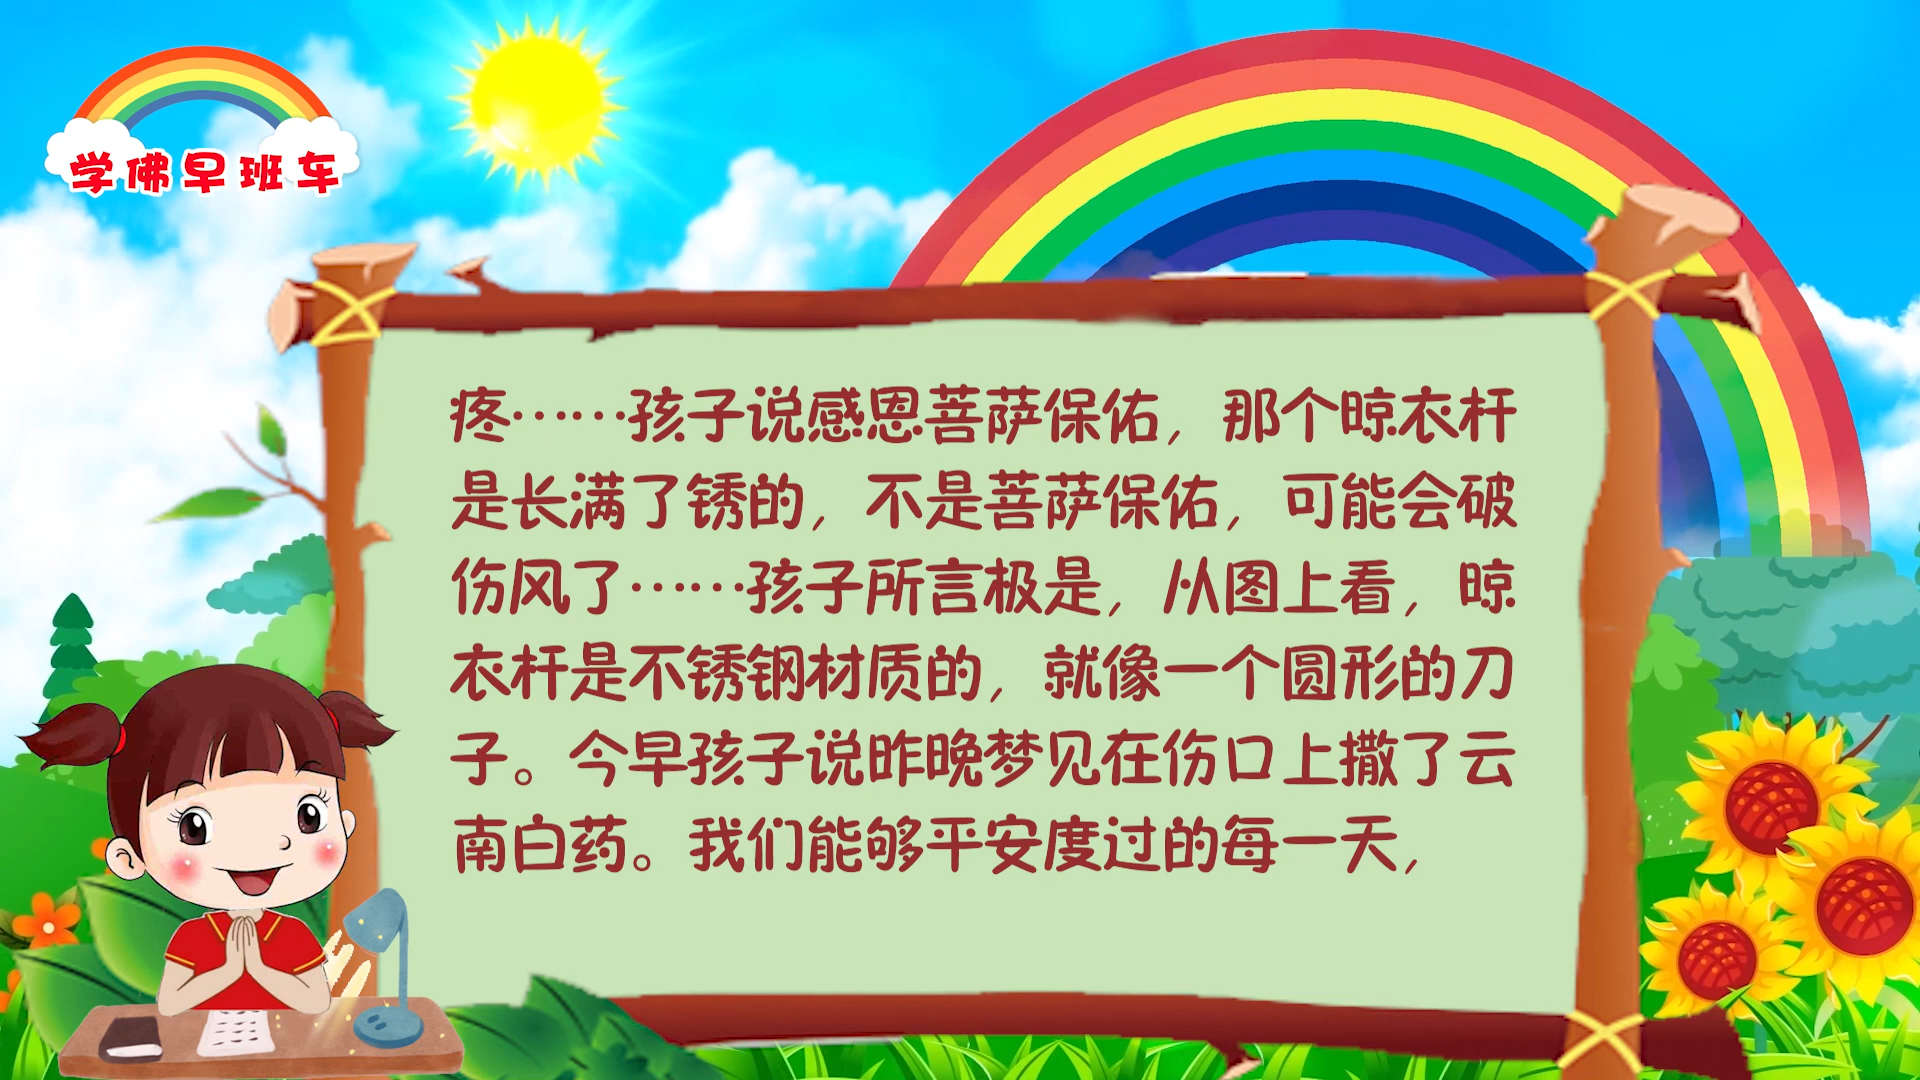 学佛早班车
疼……孩子说感恩菩萨保佑，那个晾衣杆
是长满了锈的，不是菩萨保佑，可能会破
伤风了……孩子所言极是，从图上看，晾
衣杆是不锈钢材质的，就像一个圆形的刀
子。今早孩子说昨晚梦见在伤口上撒了云
南白药。我们能够平安度过的每一天，